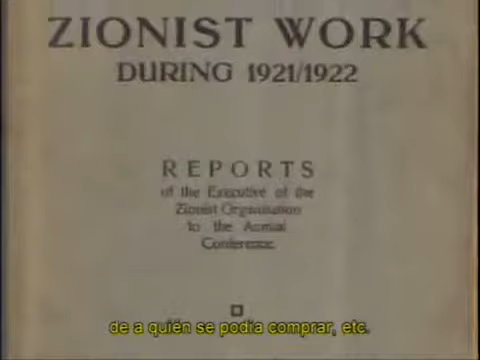 ZIONIST WORK
DURING 1921/1922
REPORTS
of the Executive of the
Zionist Organisation
to the Annual
Conference.
de a quién se podía comprar, etc.